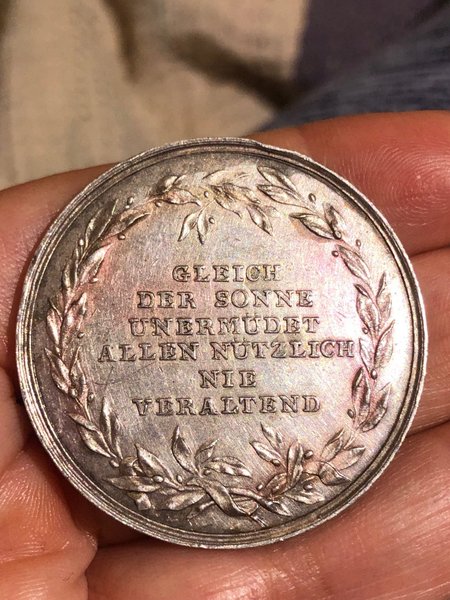 GLEICH
DER SONNE
UNERMÜDET
ALLEN NÜTZLICH
NIE
VERALTEND